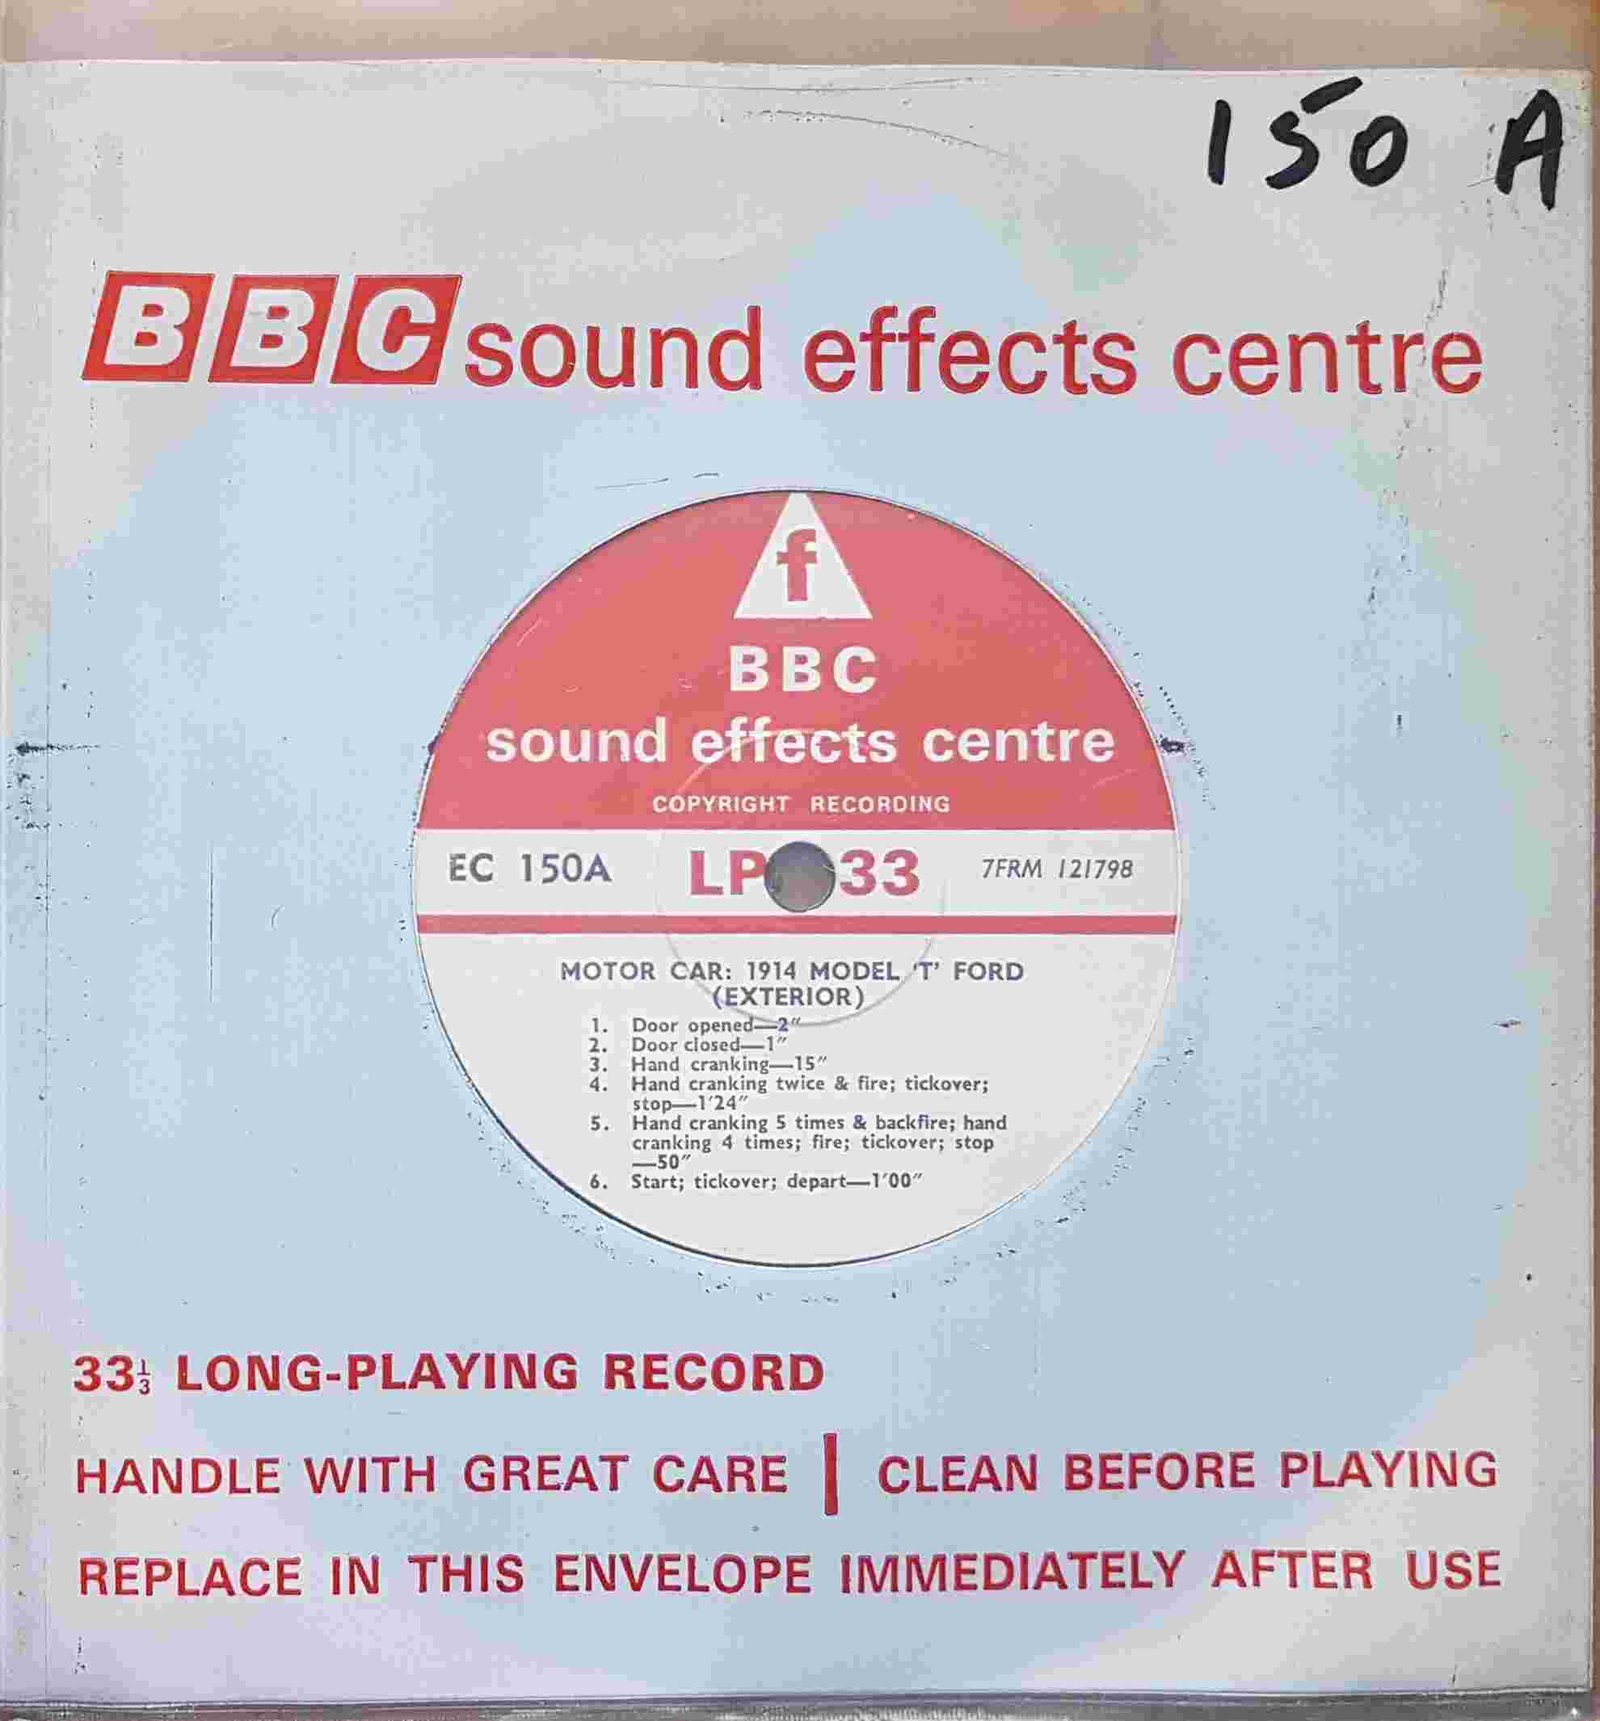 150 A
BBC sound effects centre
f
BBC
sound effects centre
COPYRIGHT RECORDING
EC 150A LP 33 7FRM 121798
MOTOR CAR: 1914 MODEL 'T' FORD
(EXTERIOR)
1. Door opened—2"
2. Door closed—1"
3. Hand cranking—15"
4. Hand cranking twice & fire; tickover;
stop—1'24"
5. Hand cranking 5 times & backfire; hand
cranking 4 times; fire; tickover; stop
—50"
6. Start; tickover; depart—1'00"
33⅓ LONG-PLAYING RECORD
HANDLE WITH GREAT CARE | CLEAN BEFORE PLAYING
REPLACE IN THIS ENVELOPE IMMEDIATELY AFTER USE